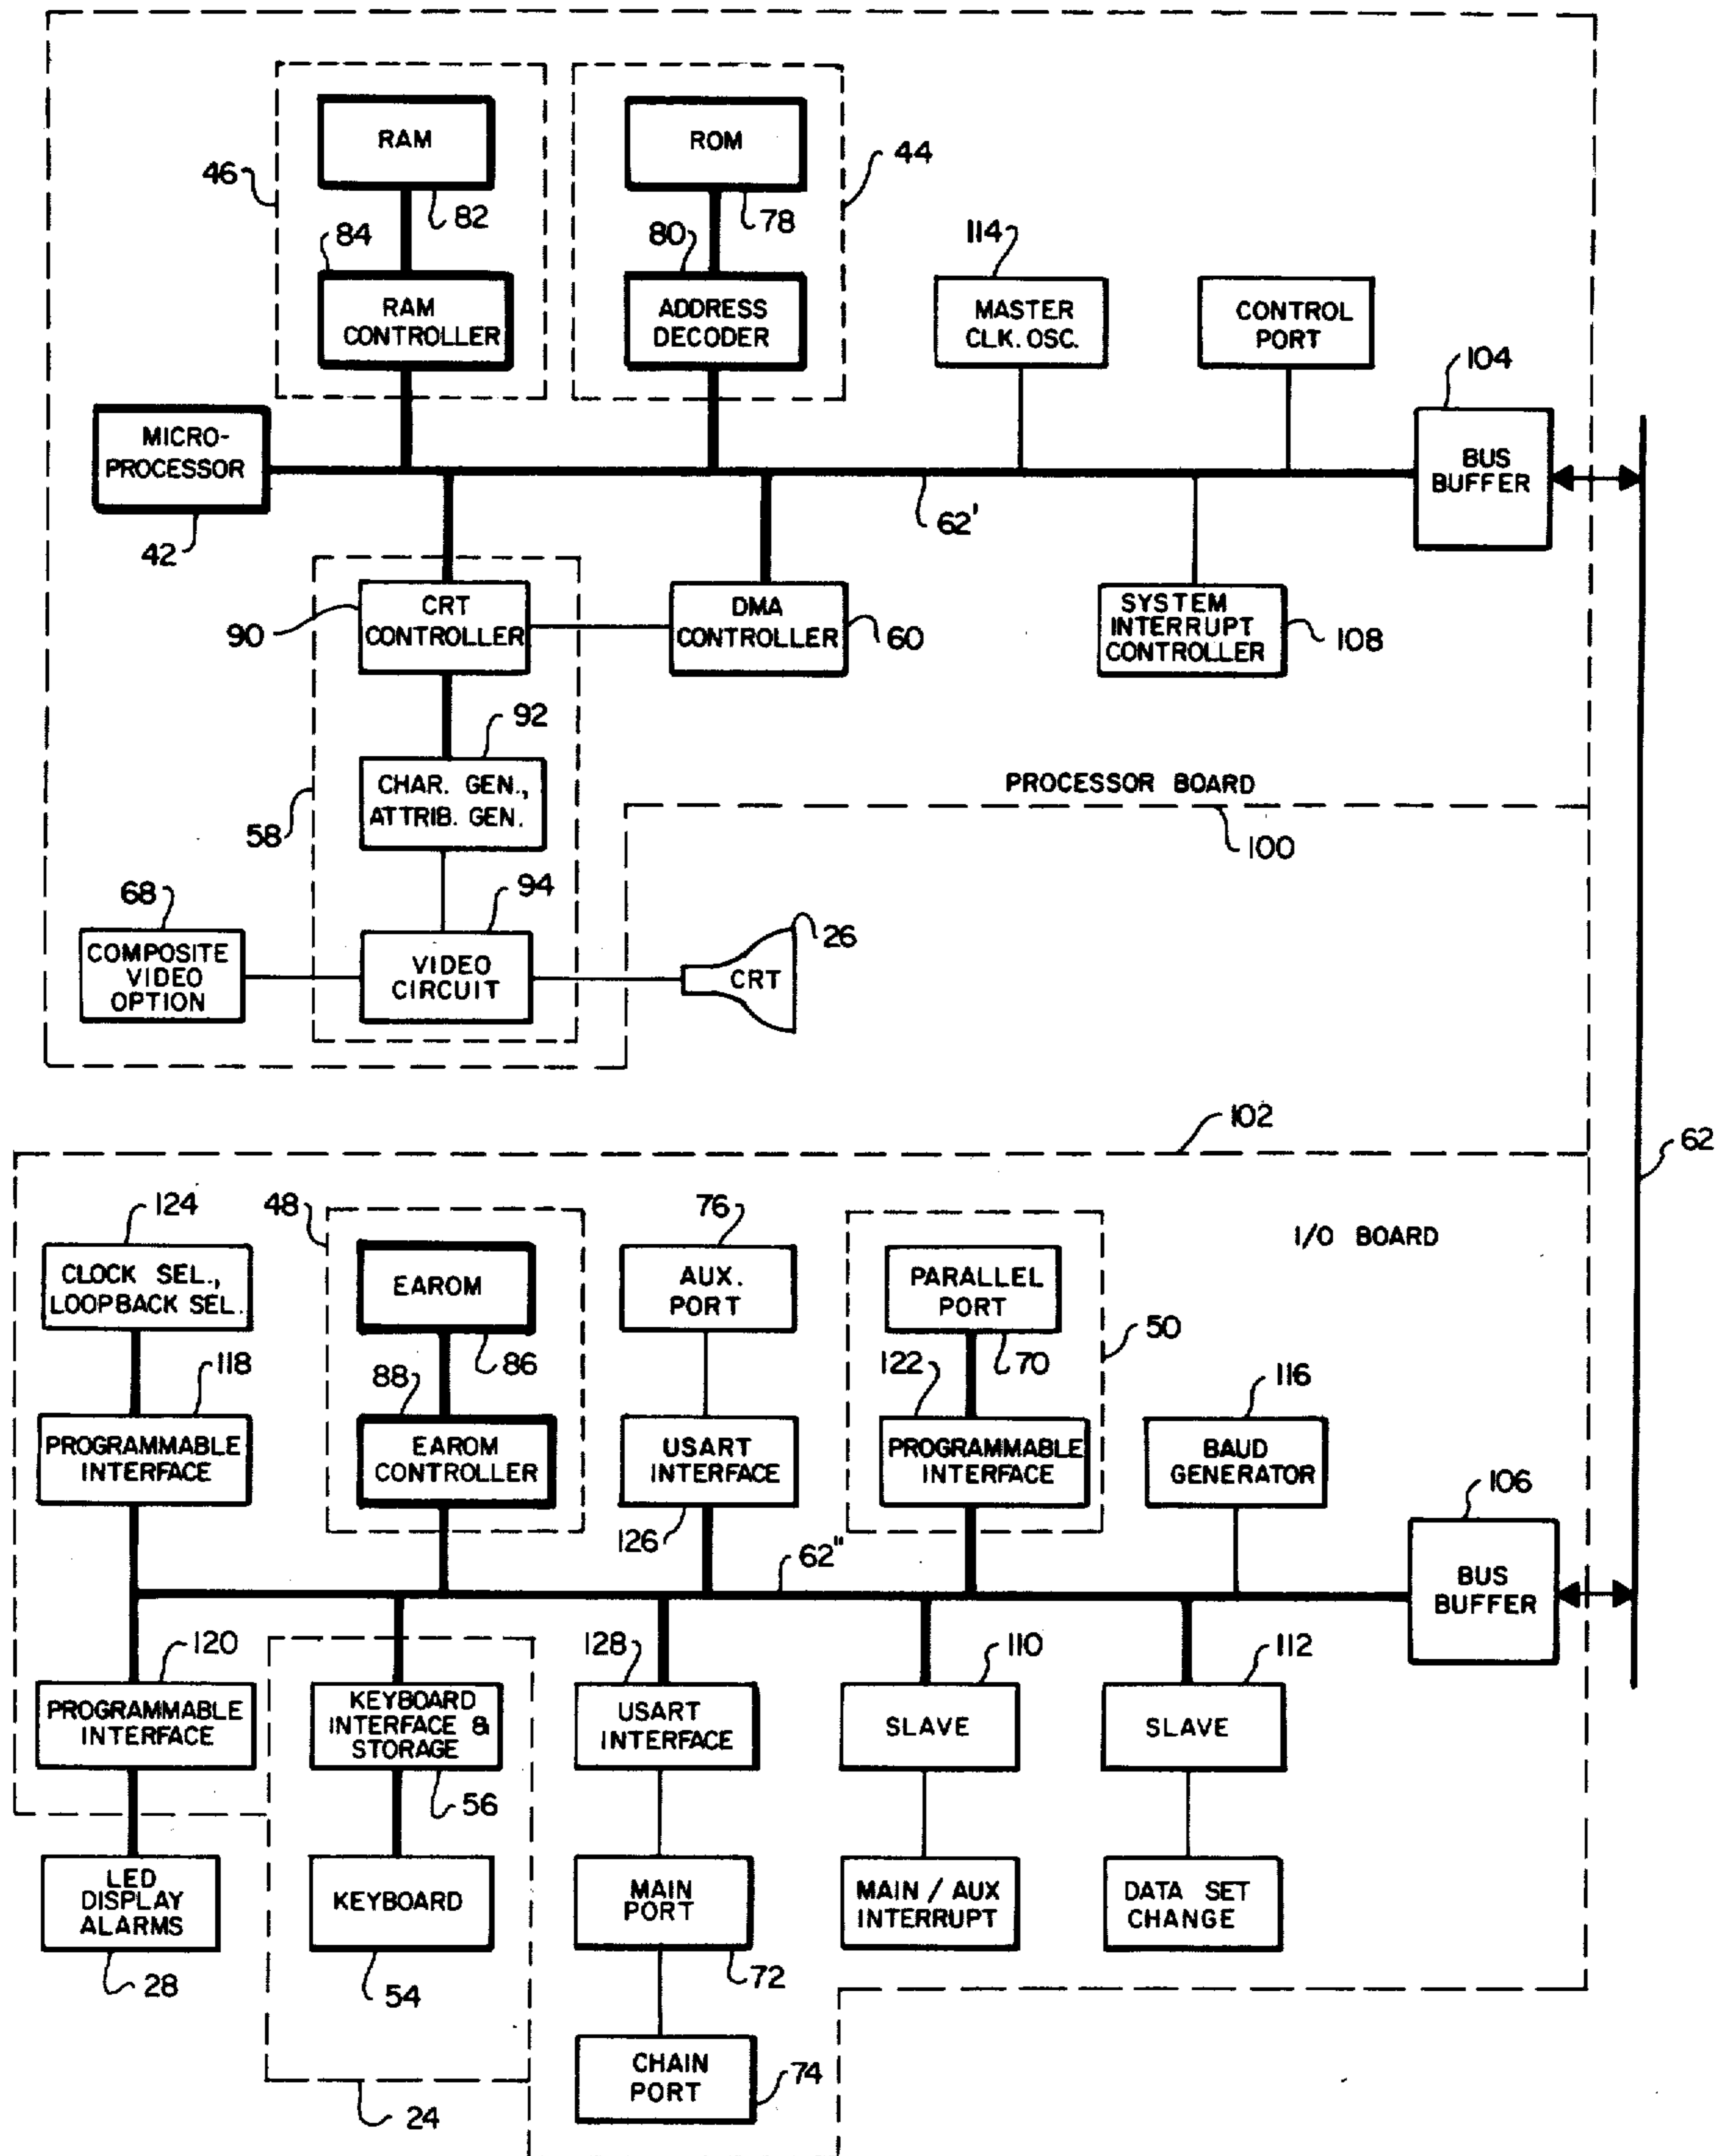 RAM
ROM
44
46
82
78
84
80
114
RAM
CONTROLLER
ADDRESS
DECODER
MASTER
CLK. OSC.
CONTROL
PORT
104
MICRO-
PROCESSOR
BUS
BUFFER
42
62'
90
CRT
CONTROLLER
DMA
CONTROLLER
60
SYSTEM
INTERRUPT
CONTROLLER
108
92
CHAR. GEN.,
ATTRIB. GEN.
PROCESSOR BOARD
58
100
68
94
26
COMPOSITE
VIDEO
OPTION
VIDEO
CIRCUIT
CRT
102
62
124
48
76
I/O BOARD
CLOCK SEL.,
LOOPBACK SEL.
EAROM
AUX.
PORT
PARALLEL
PORT
50
118
88
86
122
70
116
PROGRAMMABLE
INTERFACE
EAROM
CONTROLLER
USART
INTERFACE
PROGRAMMABLE
INTERFACE
BAUD
GENERATOR
106
126
62"
BUS
BUFFER
120
128
110
112
PROGRAMMABLE
INTERFACE
KEYBOARD
INTERFACE &
STORAGE
USART
INTERFACE
SLAVE
SLAVE
56
LED
DISPLAY
ALARMS
KEYBOARD
MAIN
PORT
MAIN / AUX
INTERRUPT
DATA SET
CHANGE
28
54
72
CHAIN
PORT
74
24